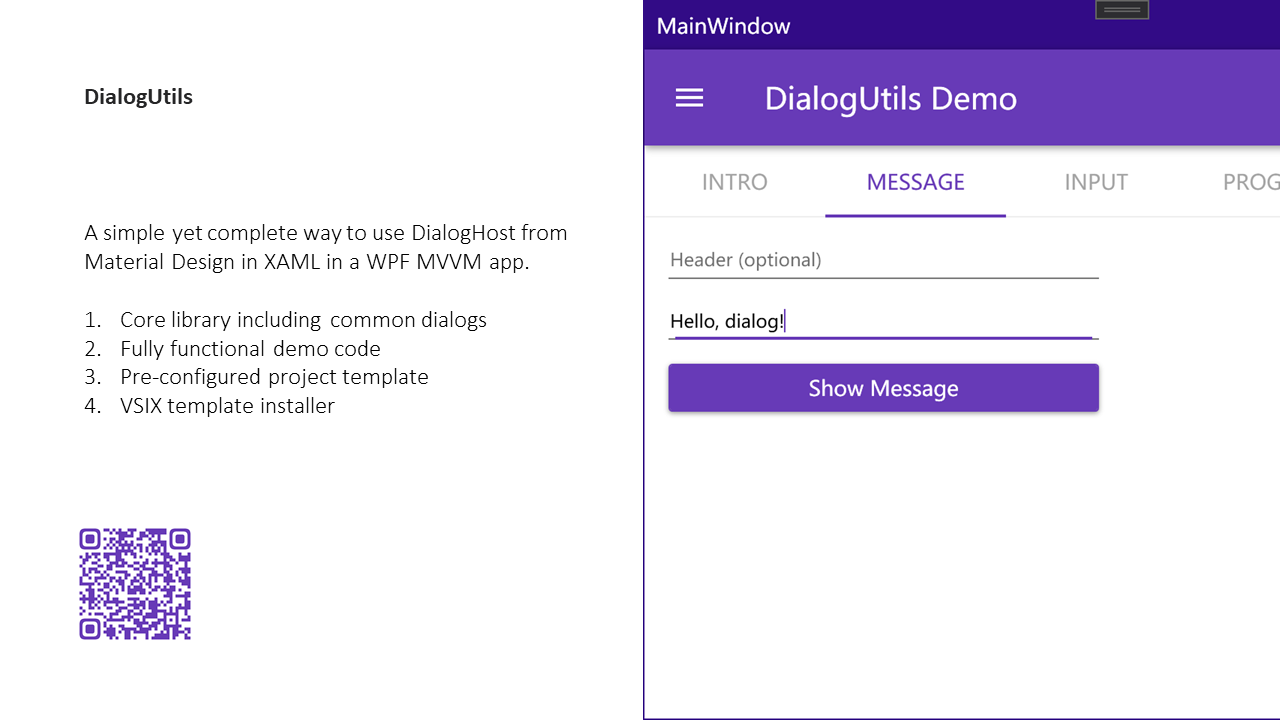 DialogUtils
A simple yet complete way to use DialogHost from
Material Design in XAML in a WPF MVVM app.
1. Core library including common dialogs
2. Fully functional demo code
3. Pre-configured project template
4. VSIX template installer
MainWindow
DialogUtils Demo
INTRO MESSAGE INPUT PROG
Header (optional)
Hello, dialog!
Show Message